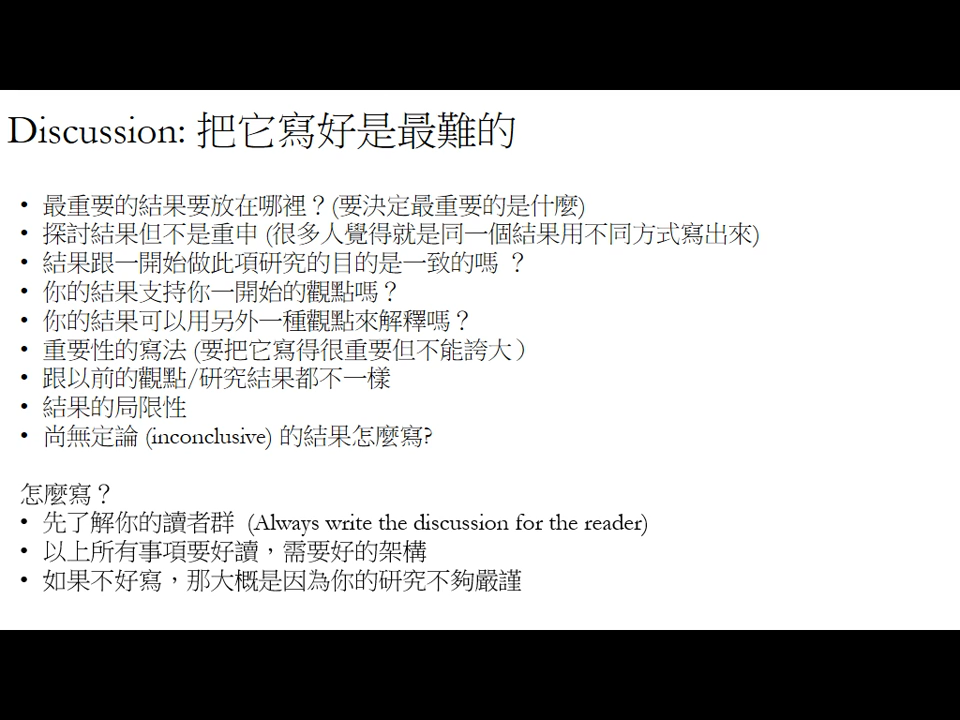 Discussion: 把它寫好是最難的
• 最重要的結果要放在哪裡？(要決定最重要的是什麼)
• 探討結果但不是重申 (很多人覺得就是同一個結果用不同方式寫出來)
• 結果跟一開始做此項研究的目的是一致的嗎 ？
• 你的結果支持你一開始的觀點嗎？
• 你的結果可以用另外一種觀點來解釋嗎？
• 重要性的寫法 (要把它寫得很重要但不能誇大）
• 跟以前的觀點/研究結果都不一樣
• 結果的局限性
• 尚無定論 (inconclusive) 的結果怎麼寫?
怎麼寫？
• 先了解你的讀者群 (Always write the discussion for the reader)
• 以上所有事項要好讀，需要好的架構
• 如果不好寫，那大概是因為你的研究不夠嚴謹